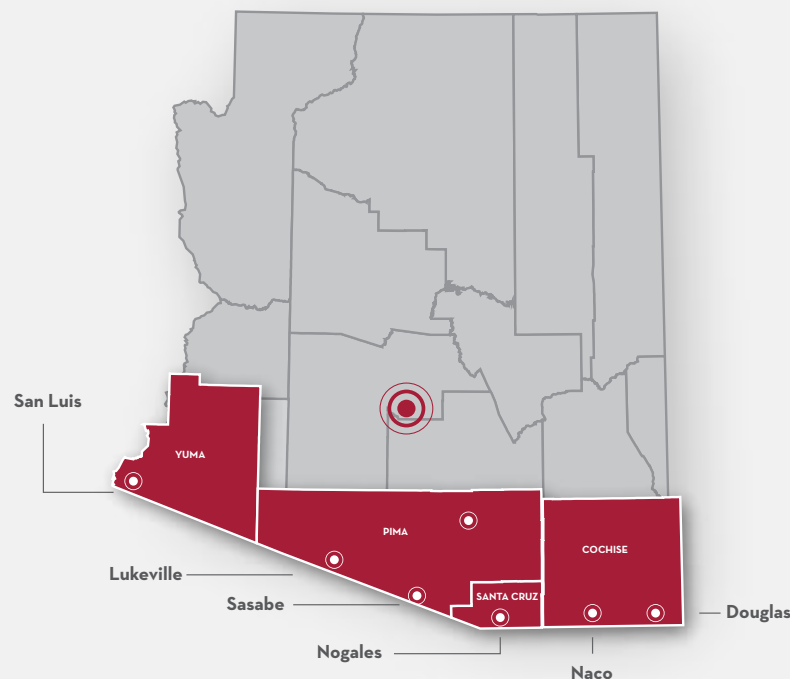 San Luis
YUMA
PIMA
COCHISE
Lukeville
SANTA CRUZ
Sasabe
Douglas
Nogales
Naco